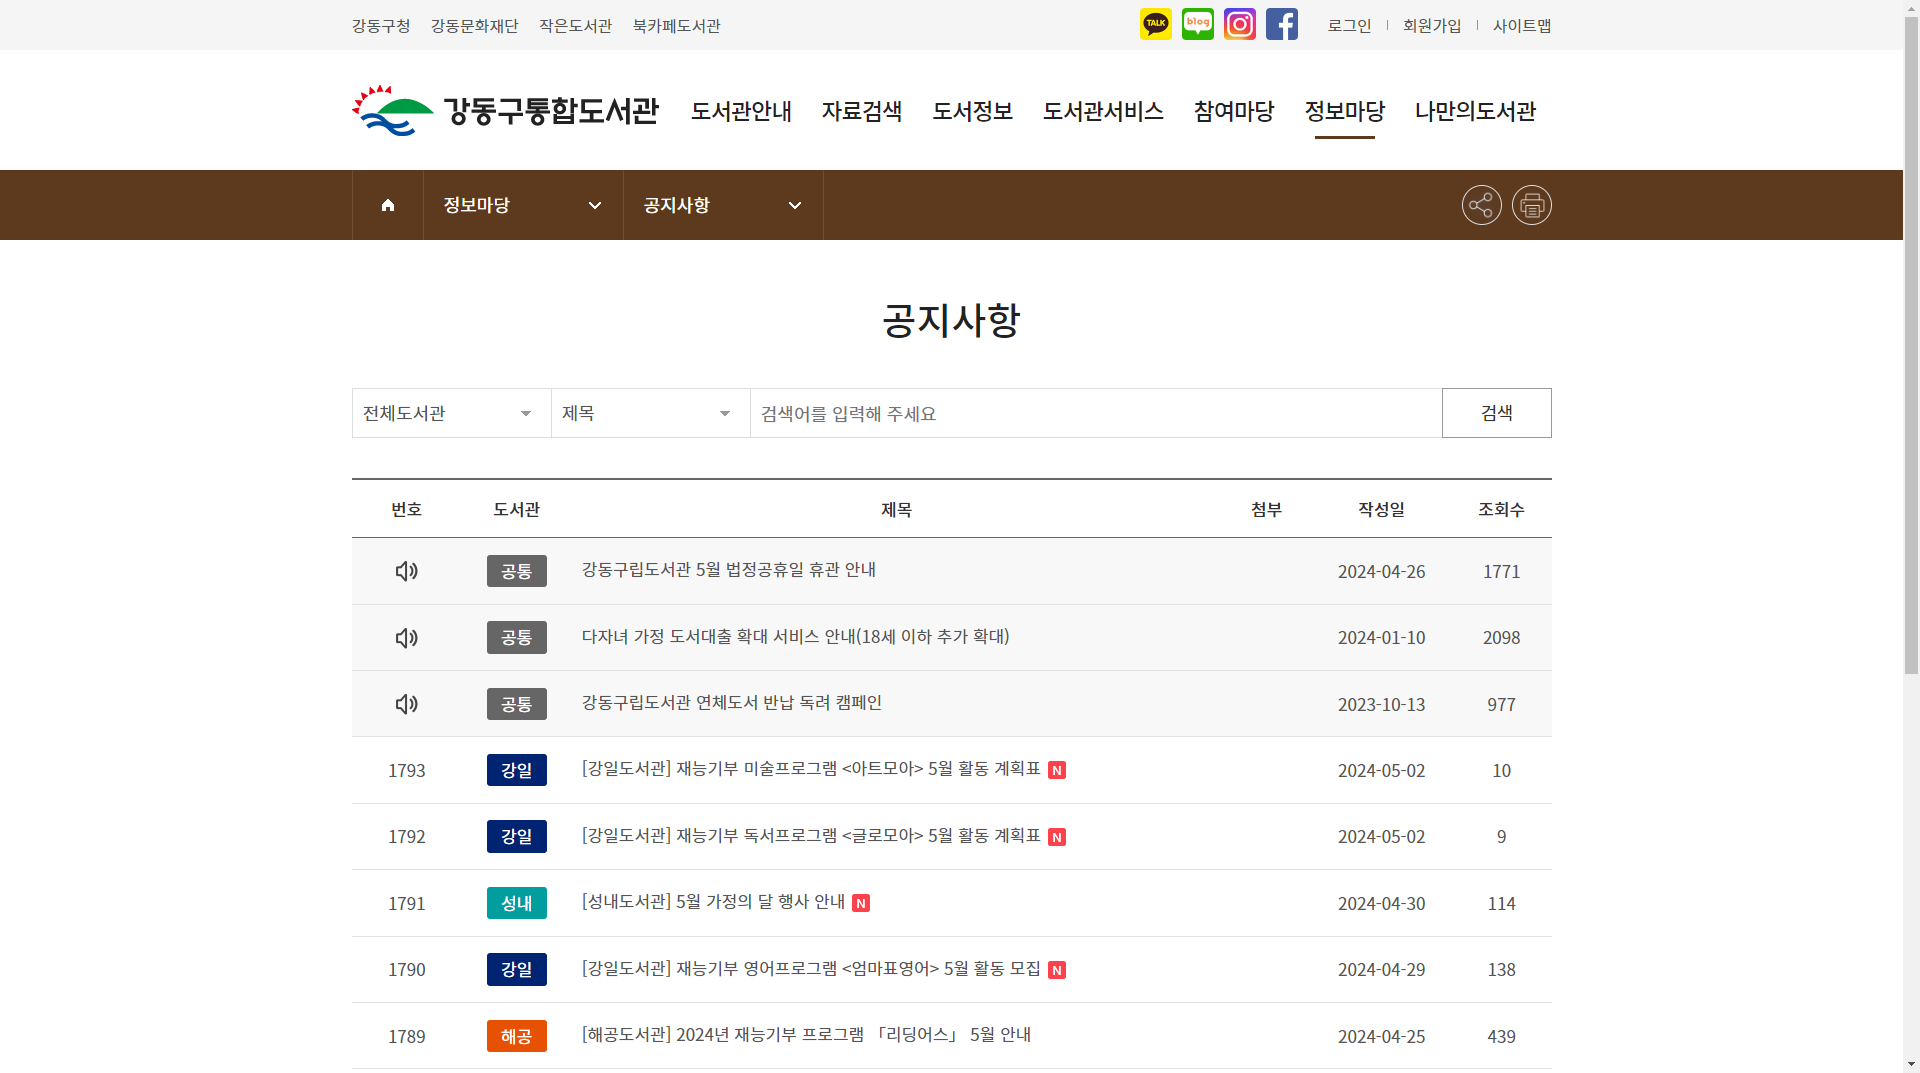 강동구청 강동문화재단 작은도서관 북카페도서관 TALK blog 로그인 회원가입 사이트맵
강동구통합도서관 도서관안내 자료검색 도서정보 도서관서비스 참여마당 정보마당 나만의도서관
정보마당 공지사항
공지사항
전체도서관 제목 검색어를 입력해 주세요 검색
번호 도서관 제목 첨부 작성일 조회수
공통 강동구립도서관 5월 법정공휴일 휴관 안내 2024-04-26 1771
공통 다자녀 가정 도서대출 확대 서비스 안내(18세 이하 추가 확대) 2024-01-10 2098
공통 강동구립도서관 연체도서 반납 독려 캠페인 2023-10-13 977
1793 강일 [강일도서관] 재능기부 미술프로그램 <아트모아> 5월 활동 계획표 N 2024-05-02 10
1792 강일 [강일도서관] 재능기부 독서프로그램 <글로모아> 5월 활동 계획표 N 2024-05-02 9
1791 성내 [성내도서관] 5월 가정의 달 행사 안내 N 2024-04-30 114
1790 강일 [강일도서관] 재능기부 영어프로그램 <엄마표영어> 5월 활동 모집 N 2024-04-29 138
1789 해공 [해공도서관] 2024년 재능기부 프로그램 「리딩어스」 5월 안내 2024-04-25 439